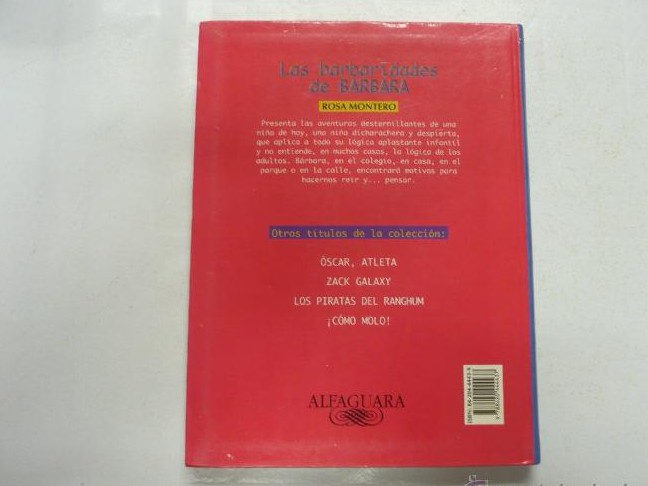 Las barbaridades
de BÁRBARA
ROSA MONTERO
Presenta las aventuras desternillantes de una
niña de hoy, una niña dicharachera y despierta,
que aplica a todo su lógica aplastante infantil
y no entiende, en muchos casos, la lógica de los
adultos. Bárbara, en el colegio, en casa, en el
parque o en la calle, encontrará motivos para
hacernos reír y... pensar.
Otros títulos de la colección:
ÓSCAR, ATLETA
ZACK GALAXY
LOS PIRATAS DEL RANGHUM
¡CÓMO MOLO!
ALFAGUARA